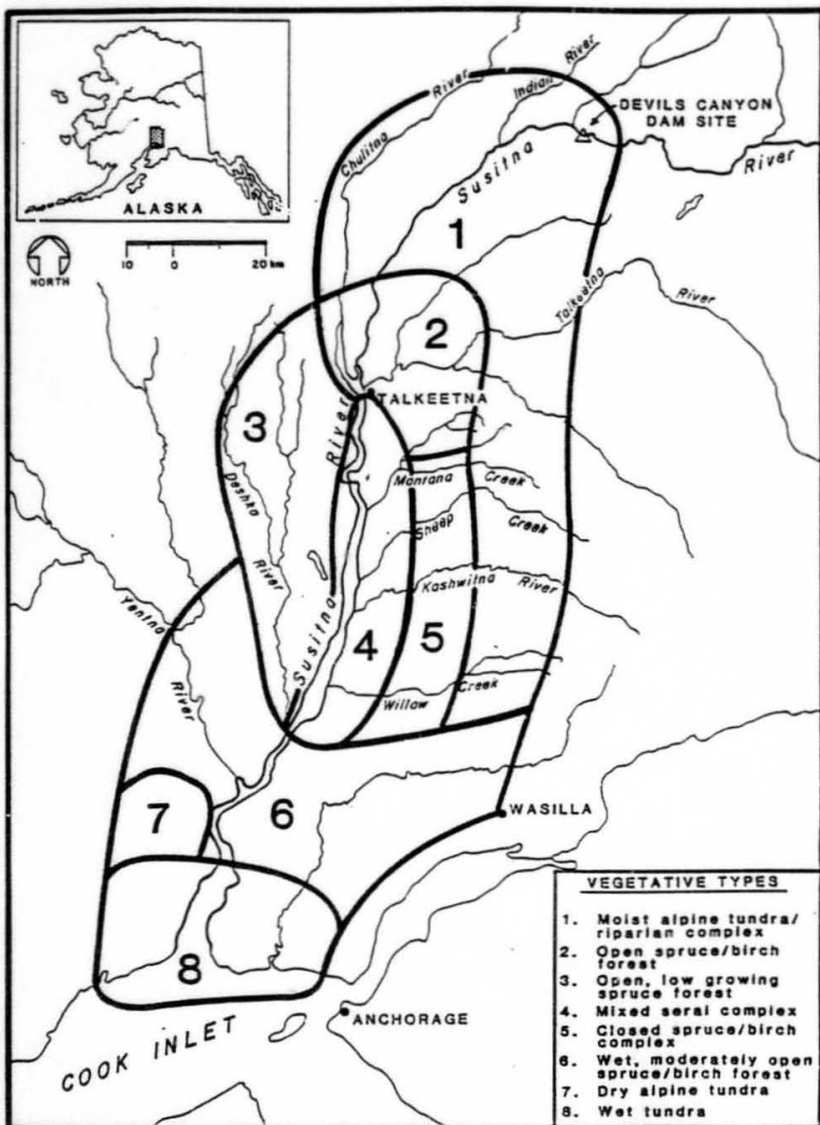 ALASKA
NORTH
10 0 20 km
Chulitna River
Indian River
DEVILS CANYON
DAM SITE
Susitna River
1
Talkeetna River
2
TALKEETNA
3
River
Deshka River
Montana Creek
Sheep Creek
Kashwitna River
Susitna
4
5
Willow Creek
Yentna River
6
7
WASILLA
8
ANCHORAGE
COOK INLET
VEGETATIVE TYPES
1. Moist alpine tundra/
riparian complex
2. Open spruce/birch
forest
3. Open, low growing
spruce forest
4. Mixed seral complex
5. Closed spruce/birch
complex
6. Wet, moderately open
spruce/birch forest
7. Dry alpine tundra
8. Wet tundra